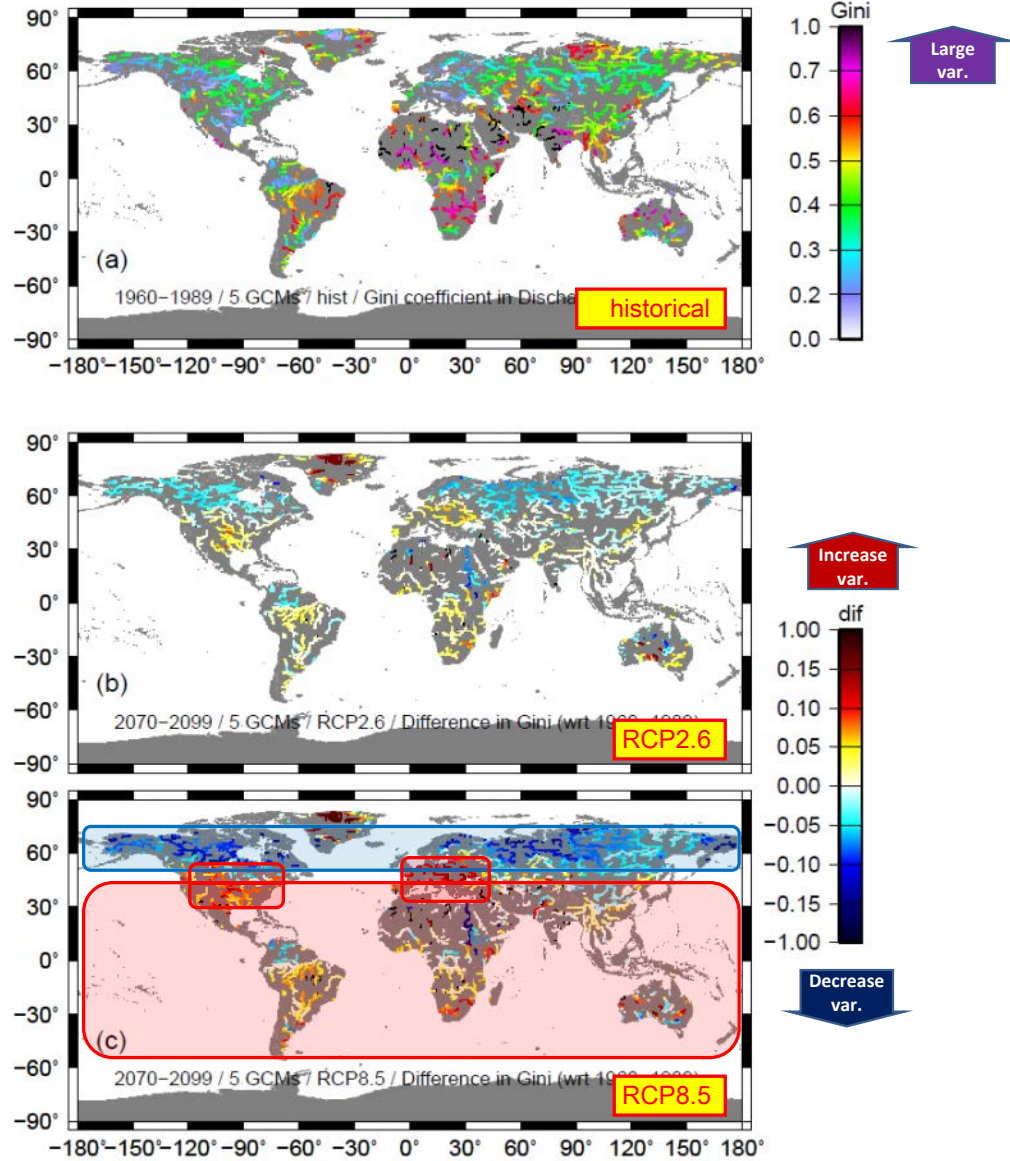 90°
60°
30°
0°
−30°
−60°
−90°
(a)
1960−1989 / 5 GCMs / hist / Gini coefficient in Discha
historical
−180°−150°−120° −90° −60° −30° 0° 30° 60° 90° 120° 150° 180°
Gini
1.0
0.7
0.6
0.5
0.4
0.3
0.2
0.0
Large
var.
90°
60°
30°
0°
−30°
−60°
−90°
(b)
2070−2099 / 5 GCMs / RCP2.6 / Difference in Gini (wrt
RCP2.6
Increase
var.
dif
1.00
0.15
0.10
0.05
0.00
−0.05
−0.10
−0.15
−1.00
Decrease
var.
90°
60°
30°
0°
−30°
−60°
−90°
(c)
2070−2099 / 5 GCMs / RCP8.5 / Difference in Gini (wrt
RCP8.5
−180°−150°−120° −90° −60° −30° 0° 30° 60° 90° 120° 150° 180°